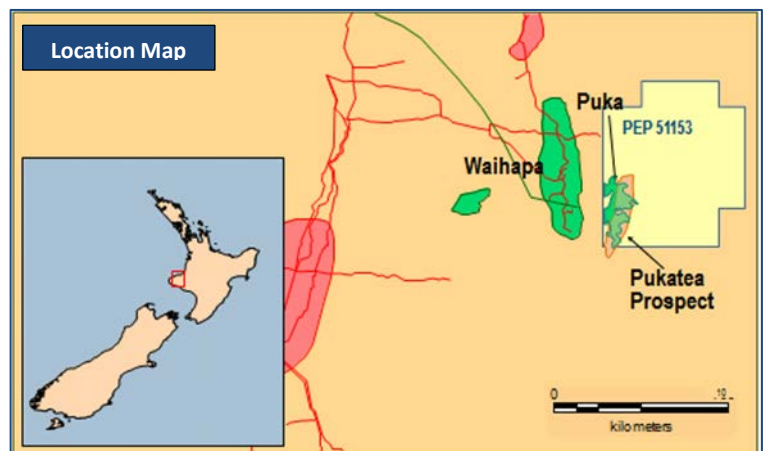 Location Map
Puka
PEP 51153
Waihapa
Pukatea
Prospect
0
kilometers